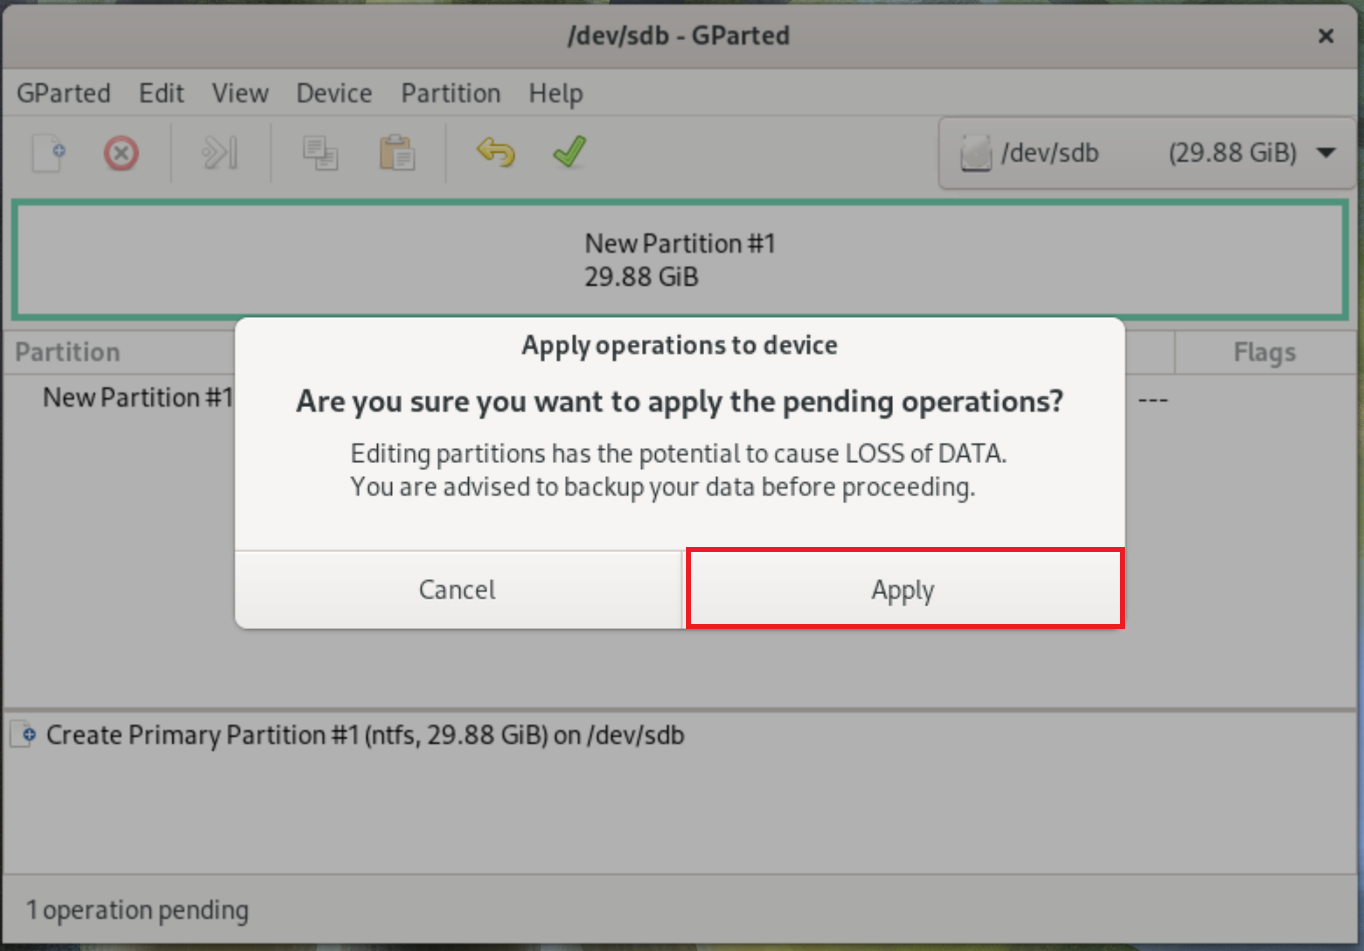 /dev/sdb - GParted
GParted Edit View Device Partition Help
/dev/sdb (29.88 GiB)
New Partition #1
29.88 GiB
Partition Flags
New Partition #1 ---
Apply operations to device
Are you sure you want to apply the pending operations?
Editing partitions has the potential to cause LOSS of DATA.
You are advised to backup your data before proceeding.
Cancel Apply
Create Primary Partition #1 (ntfs, 29.88 GiB) on /dev/sdb
1 operation pending